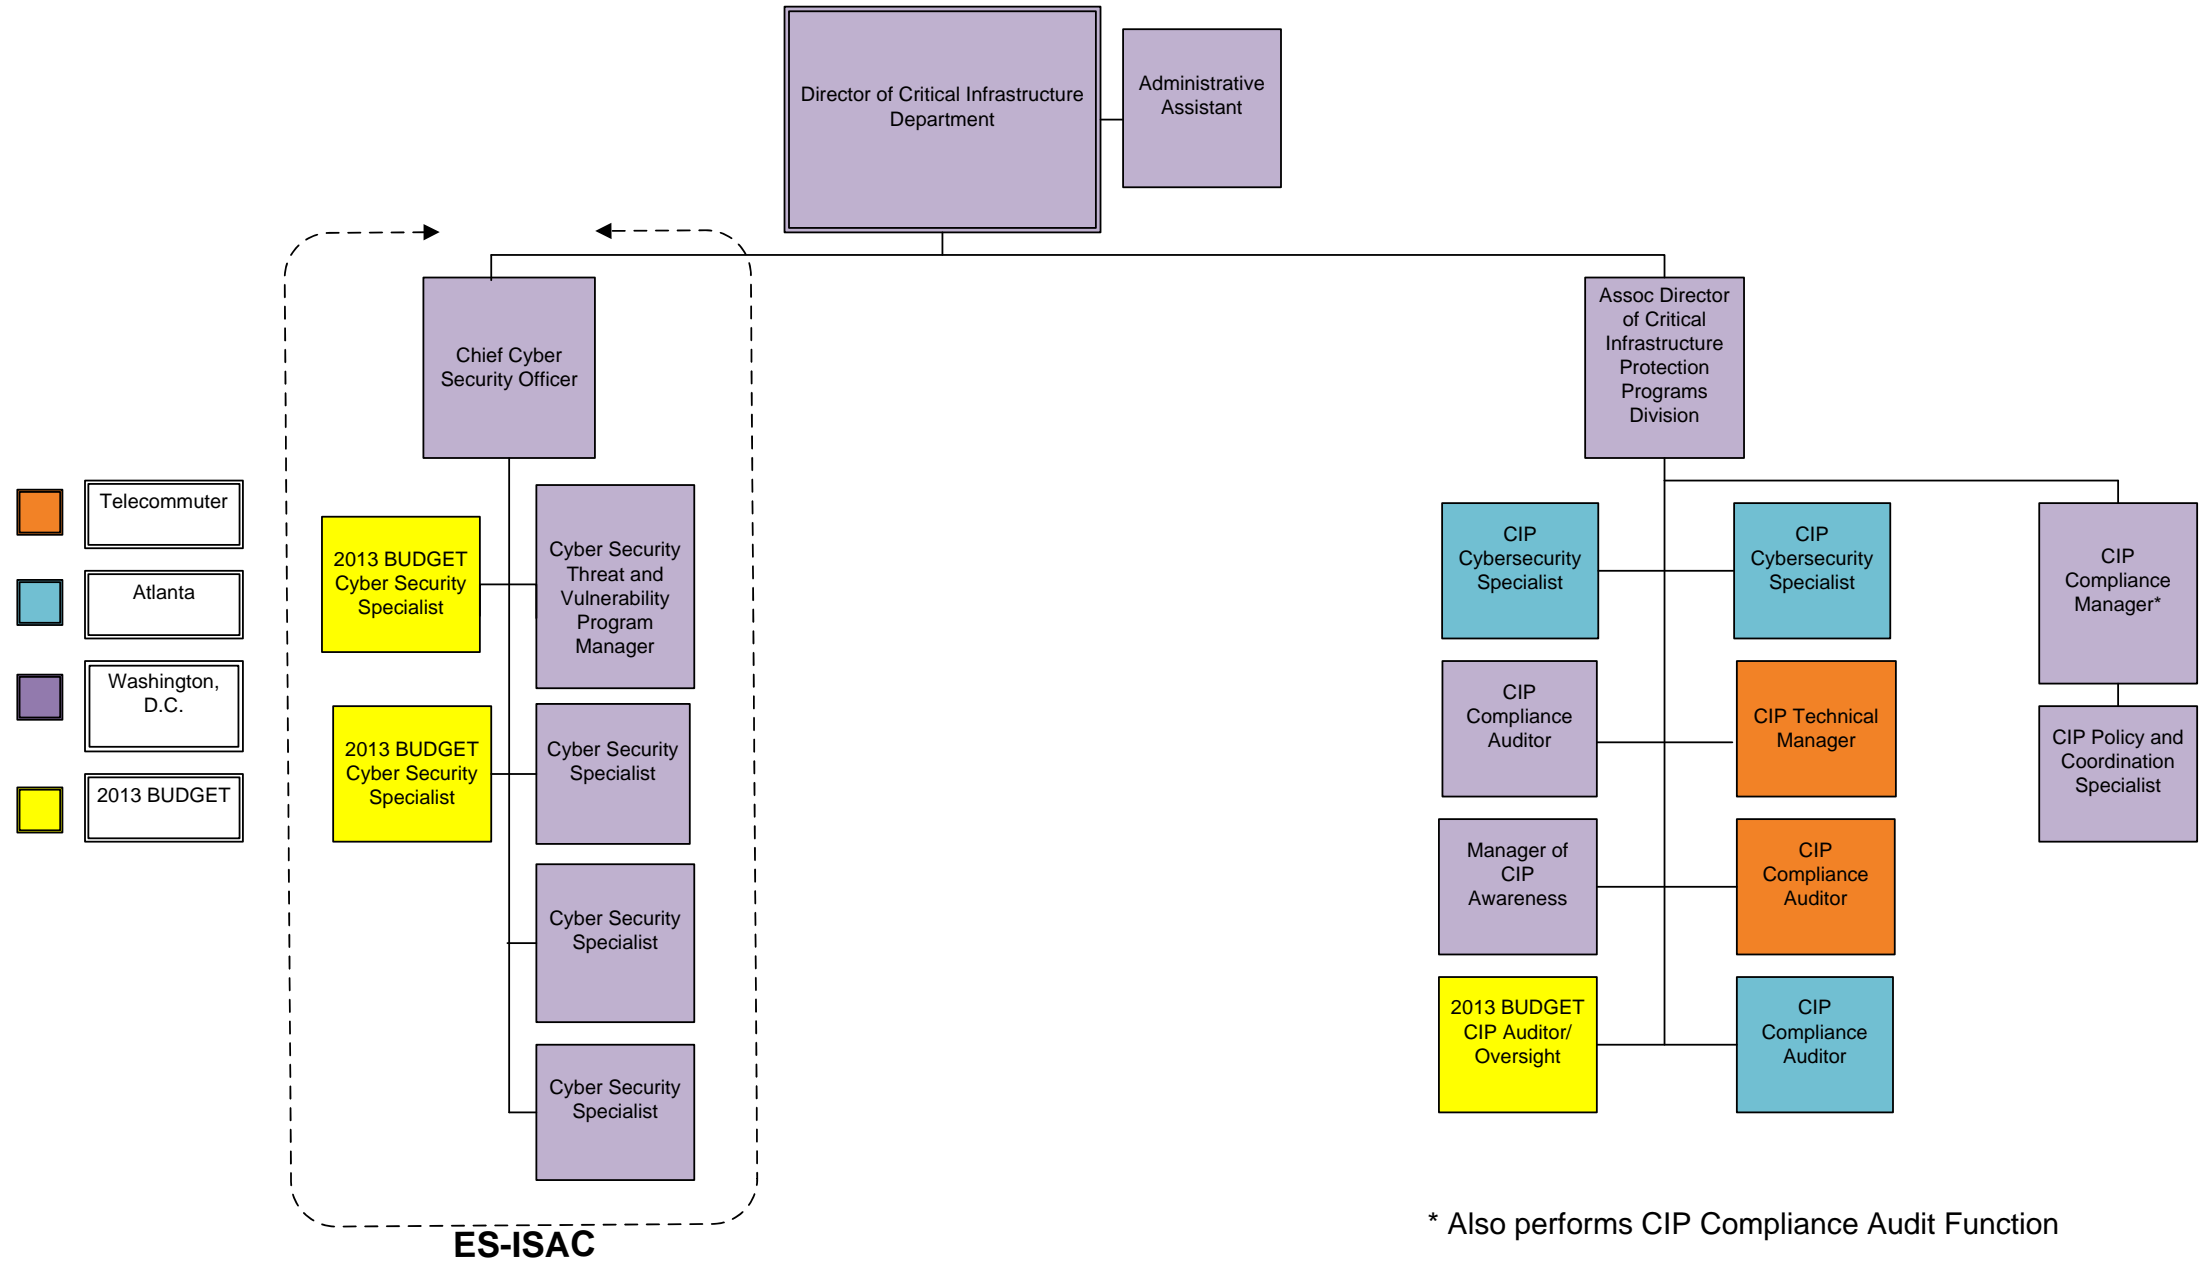 Director of Critical Infrastructure
Department
Administrative
Assistant
Chief Cyber
Security Officer
Assoc Director
of Critical
Infrastructure
Protection
Programs
Division
Telecommuter
Atlanta
Washington,
D.C.
2013 BUDGET
2013 BUDGET
Cyber Security
Specialist
Cyber Security
Threat and
Vulnerability
Program
Manager
2013 BUDGET
Cyber Security
Specialist
Cyber Security
Specialist
Cyber Security
Specialist
Cyber Security
Specialist
ES-ISAC
CIP
Cybersecurity
Specialist
CIP
Cybersecurity
Specialist
CIP
Compliance
Manager*
CIP
Compliance
Auditor
CIP Technical
Manager
CIP Policy and
Coordination
Specialist
Manager of
CIP
Awareness
CIP
Compliance
Auditor
2013 BUDGET
CIP Auditor/
Oversight
CIP
Compliance
Auditor
* Also performs CIP Compliance Audit Function